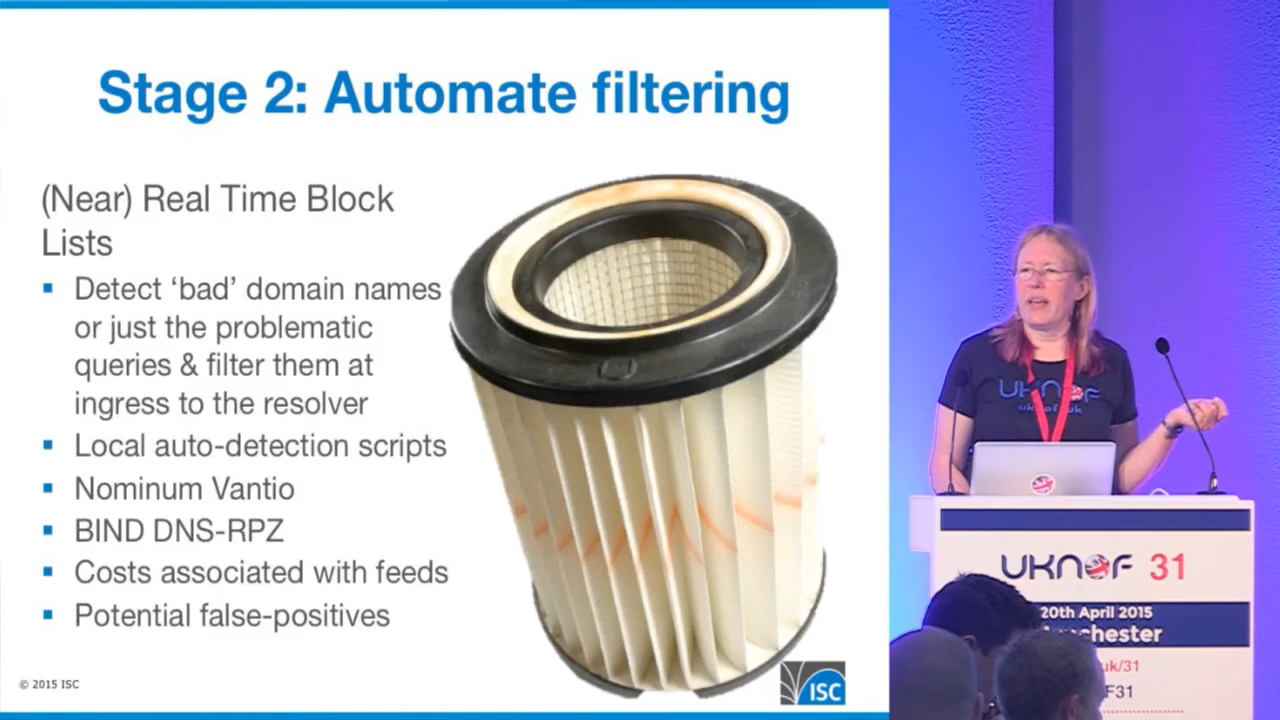 Stage 2: Automate filtering
(Near) Real Time Block
Lists
▪ Detect ‘bad’ domain names
or just the problematic
queries & filter them at
ingress to the resolver
▪ Local auto-detection scripts
▪ Nominum Vantio
▪ BIND DNS-RPZ
▪ Costs associated with feeds
▪ Potential false-positives
© 2015 ISC
ISC
UKNOF
uknof.uk
UKNOF 31
20th April 2015
uk/31
F31